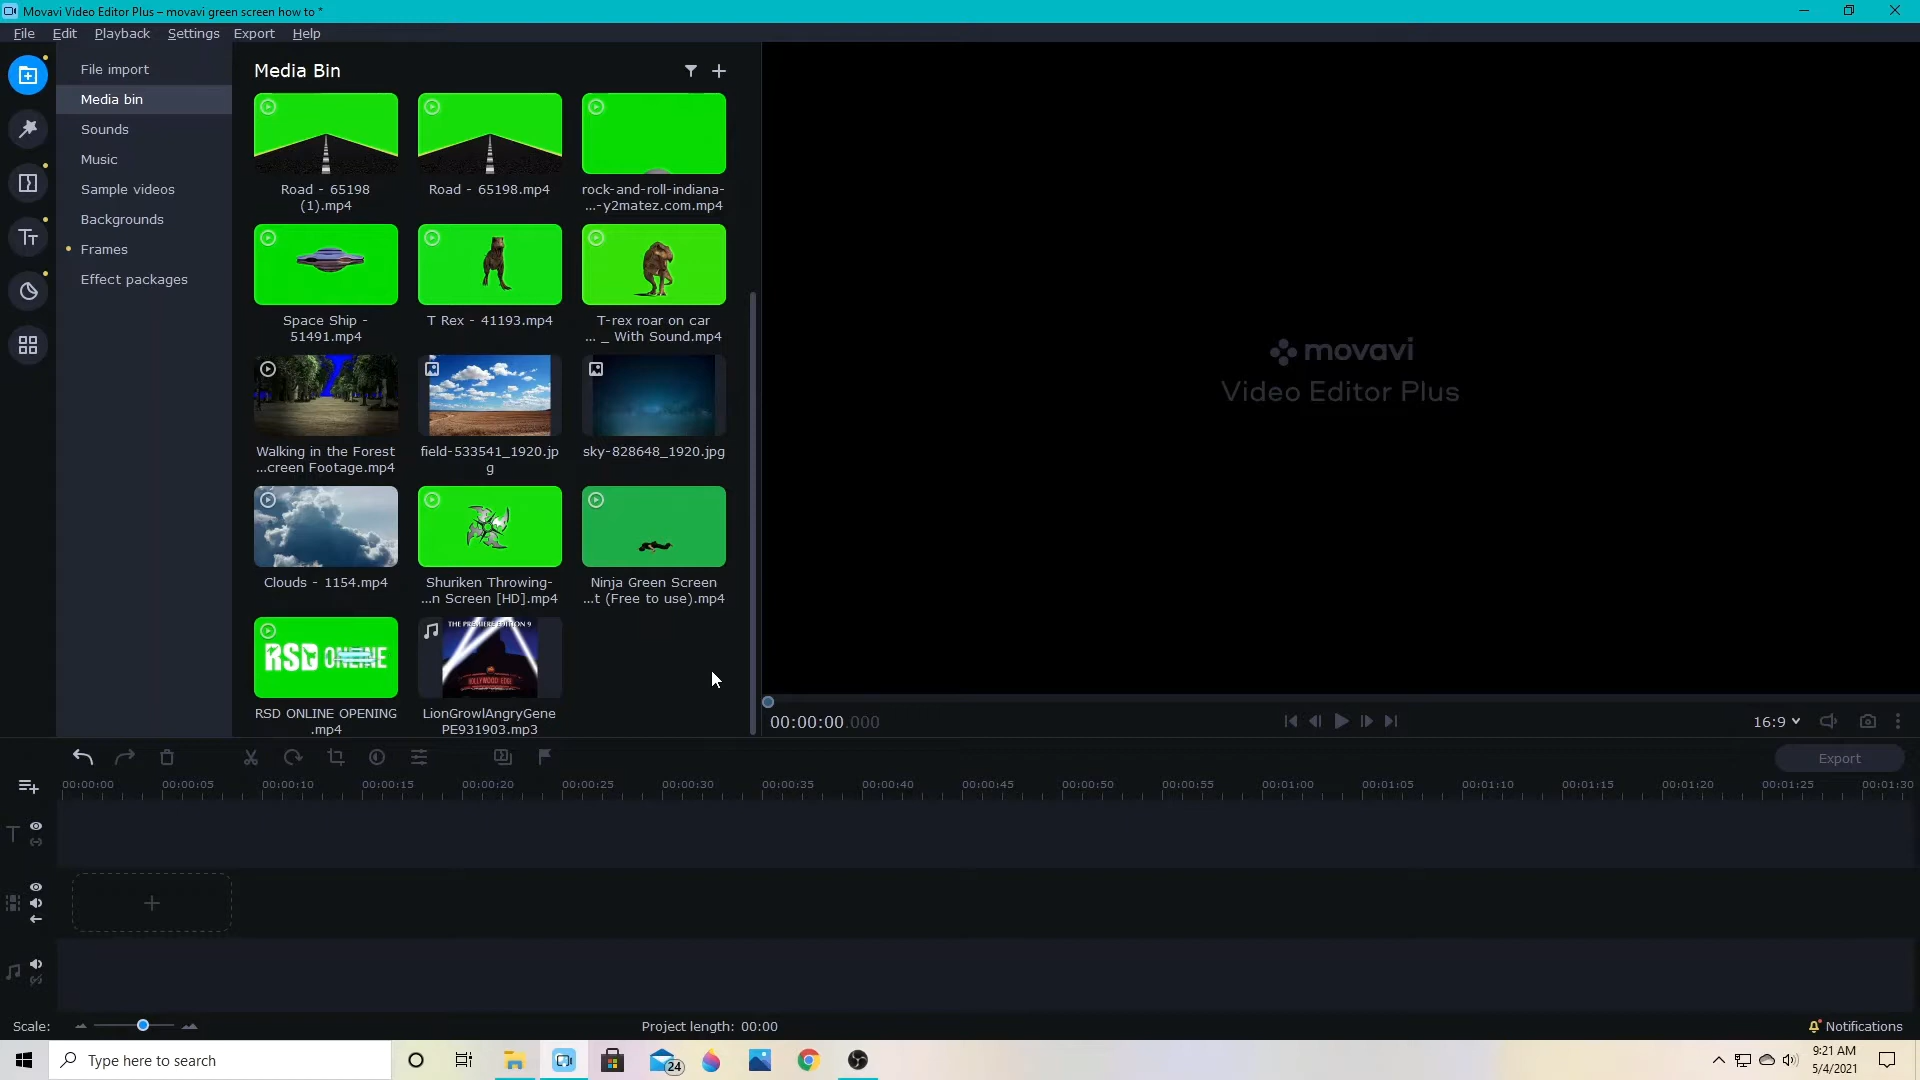 Movavi Video Editor Plus – movavi green screen how to *
File Edit Playback Settings Export Help
File import
Media bin
Sounds
Music
Sample videos
Backgrounds
Frames
Effect packages
Media Bin
Road - 65198
(1).mp4
Road - 65198.mp4
rock-and-roll-indiana-
...-y2matez.com.mp4
Space Ship -
51491.mp4
T Rex - 41193.mp4
T-rex roar on car
... _ With Sound.mp4
Walking in the Forest
...creen Footage.mp4
field-533541_1920.jp
g
sky-828648_1920.jpg
Clouds - 1154.mp4
Shuriken Throwing-
...n Screen [HD].mp4
Ninja Green Screen
...t (Free to use).mp4
RSD ONLINE
RSD ONLINE OPENING
.mp4
THE PREMIERE EDITION 9
HOLLYWOOD EDGE
LionGrowlAngryGene
PE931903.mp3
movavi
Video Editor Plus
00:00:00.000
16:9
Export
00:00:00 00:00:05 00:00:10 00:00:15 00:00:20 00:00:25 00:00:30 00:00:35 00:00:40 00:00:45 00:00:50 00:00:55 00:01:00 00:01:05 00:01:10 00:01:15 00:01:20 00:01:25 00:01:30
Scale:
Project length: 00:00
Notifications
Type here to search
24
9:21 AM
5/4/2021